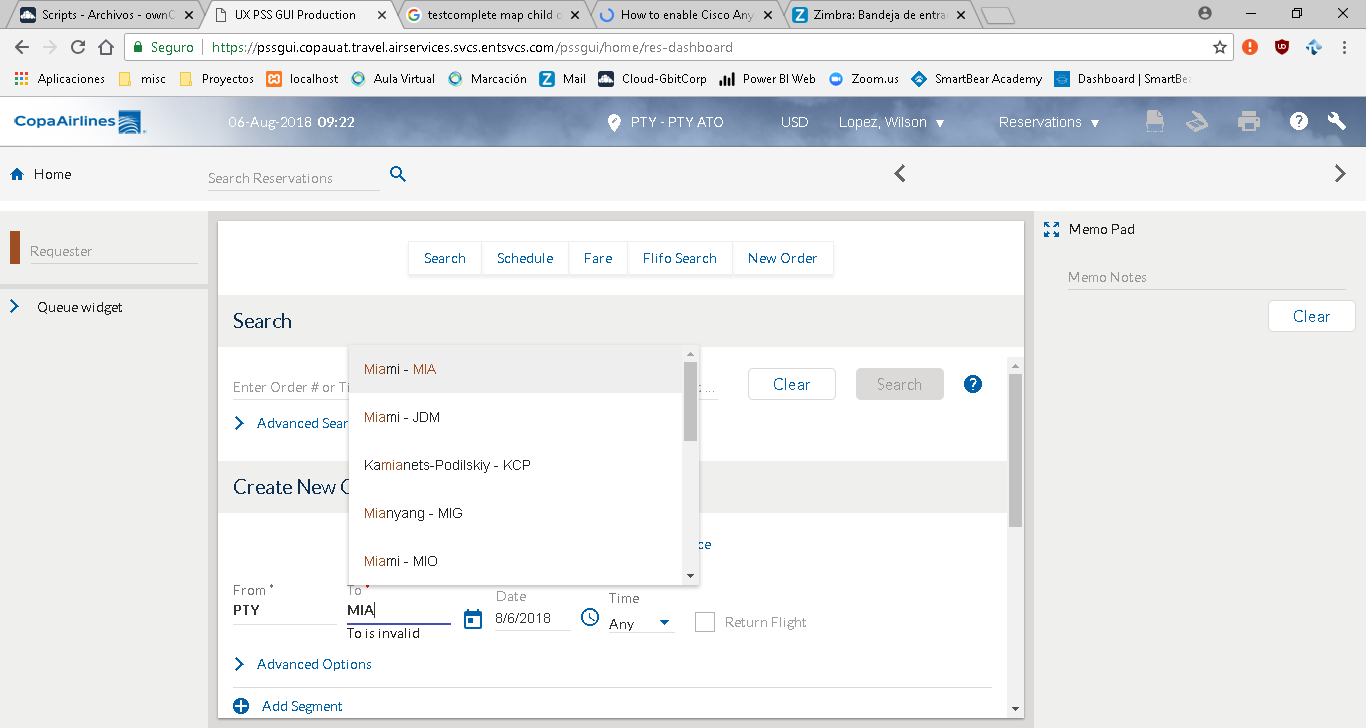 Scripts - Archivos - ownC
UX PSS GUI Production
testcomplete map child o
How to enable Cisco Any
Zimbra: Bandeja de entra
Seguro
https://pssgui.copauat.travel.airservices.svcs.entsvcs.com/pssgui/home/res-dashboard
Aplicaciones
misc
Proyectos
localhost
Aula Virtual
Marcación
Mail
Cloud-GbitCorp
Power BI Web
Zoom.us
SmartBear Academy
Dashboard | SmartBe
CopaAirlines
06-Aug-2018 09:22
PTY - PTY ATO
USD
Lopez, Wilson
Reservations
Home
Search Reservations
Requester
Queue widget
Search
Schedule
Fare
Flifo Search
New Order
Search
Enter Order # or Ti
: ...
Clear
Search
Advanced Sear
Miami - MIA
Miami - JDM
Kamianets-Podilskiy - KCP
Mianyang - MIG
Miami - MIO
Create New O
ce
From *
PTY
To *
MIA
To is invalid
Date
8/6/2018
Time
Any
Return Flight
Advanced Options
Add Segment
Memo Pad
Memo Notes
Clear